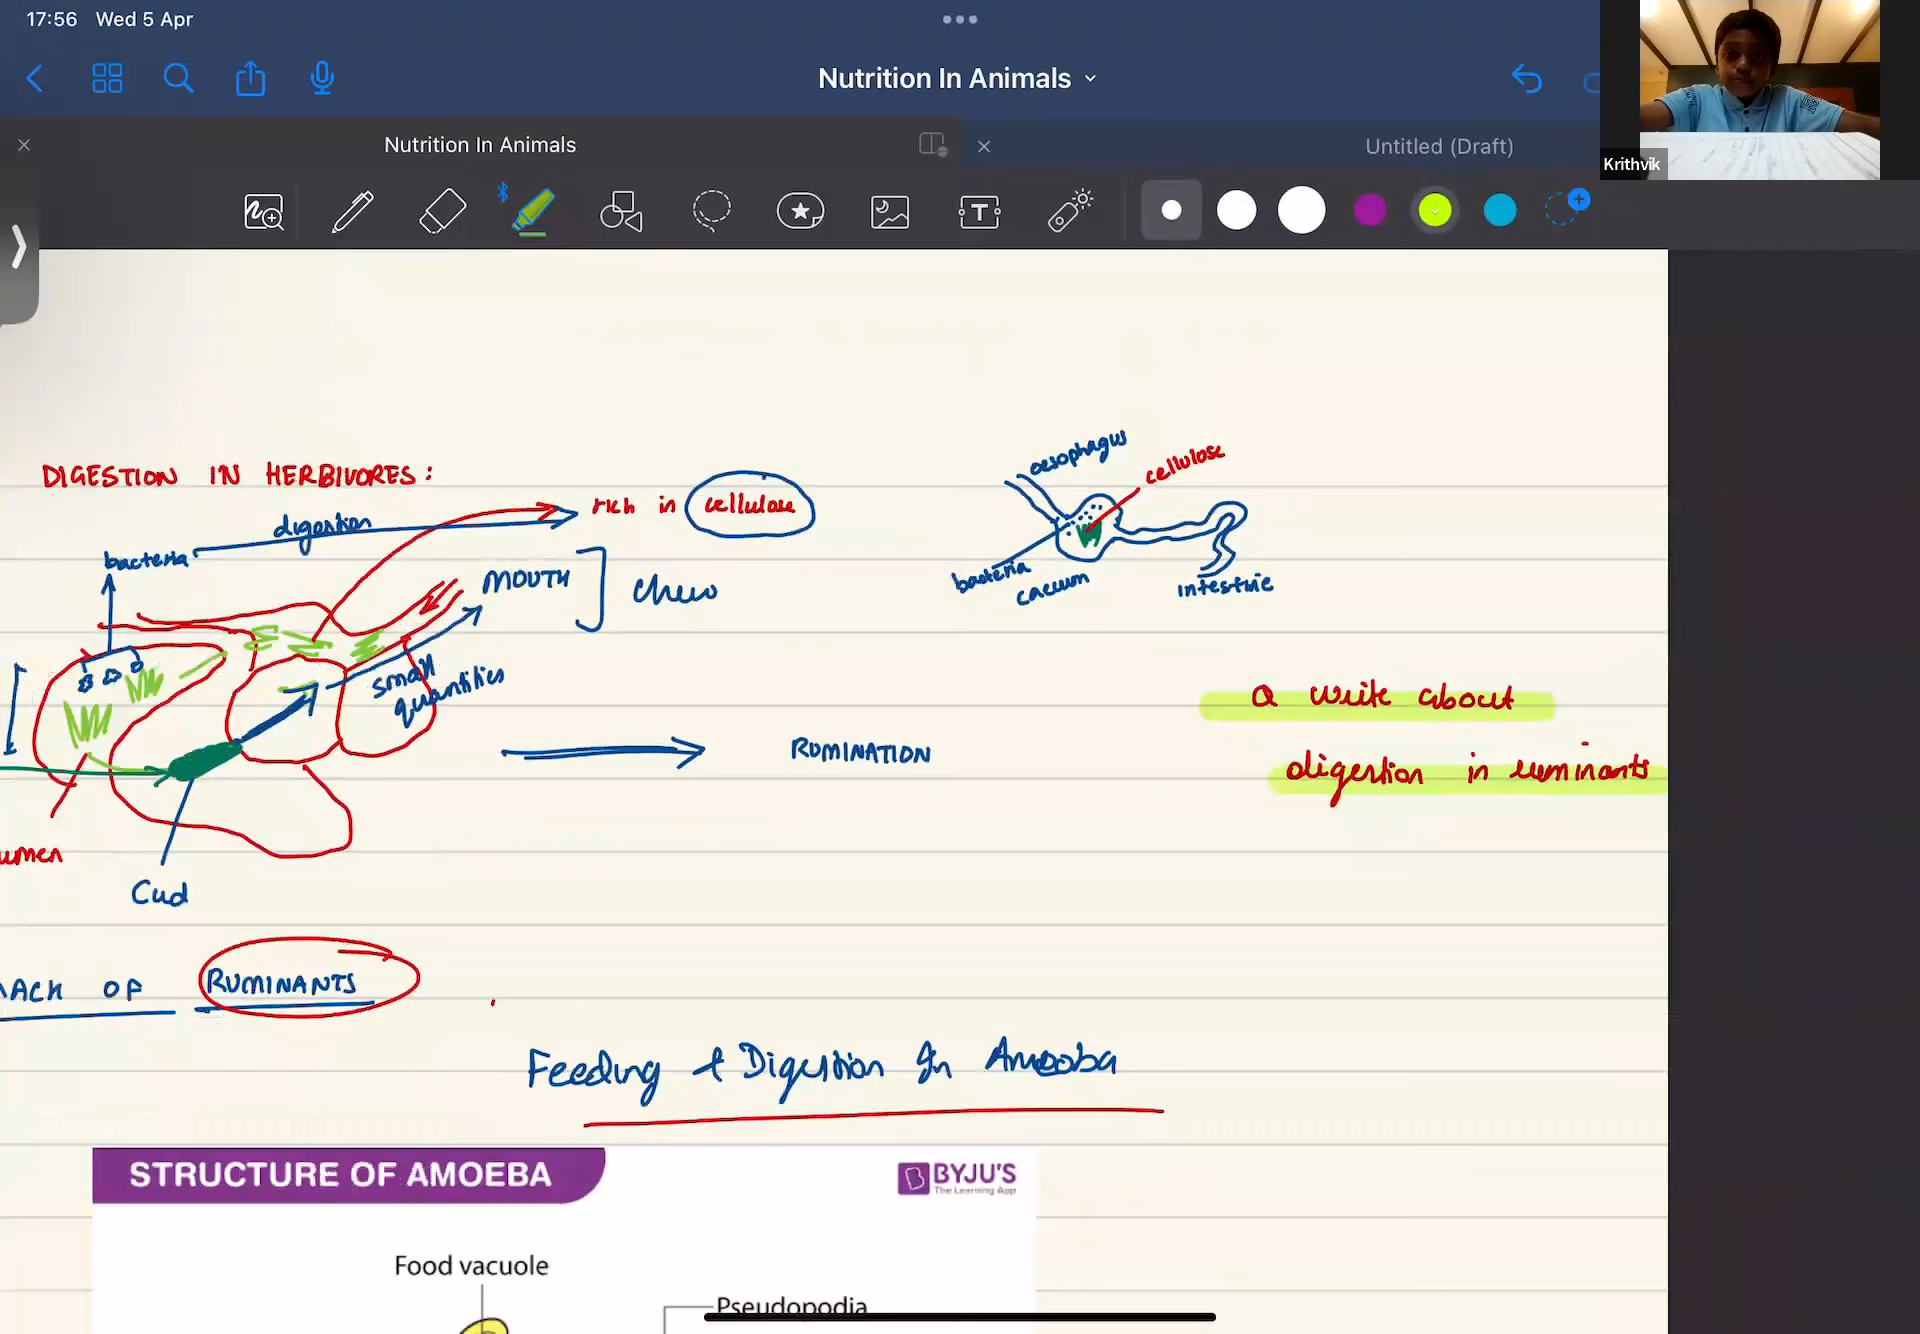 17:56 Wed 5 Apr
Nutrition In Animals
Nutrition In Animals
Untitled (Draft)
Krithvik
DIGESTION IN HERBIVORES:
digestion
bacteria
rich in cellulose
MOUTH
chew
small
quantities
RUMINATION
umen
Cud
ACH OF RUMINANTS
oesophagus
cellulose
bacteria
caecum
intestine
Q write about
digestion in ruminants
Feeding & Digestion In Amoeba
STRUCTURE OF AMOEBA
BYJU'S
The Learning App
Food vacuole
Pseudopodia